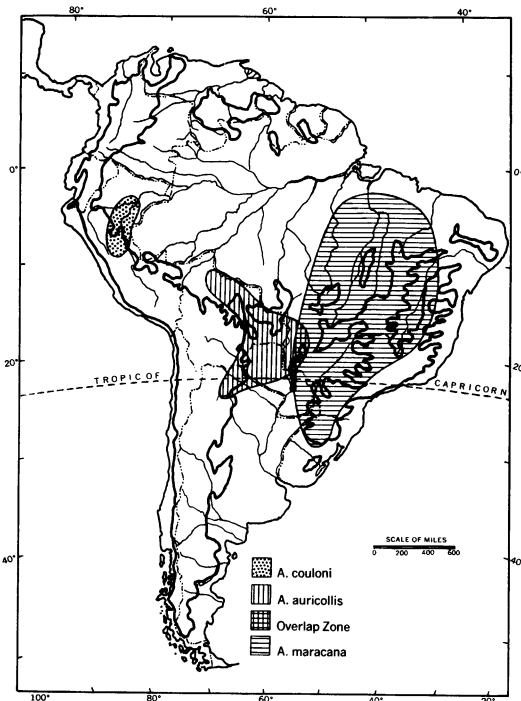 80° 60° 40°
0° 0°
20° 20
TROPIC OF CAPRICORN
SCALE OF MILES
0 200 400 600
40° 40
A. couloni
A. auricollis
Overlap Zone
A. maracana
100° 80° 60° 40° 20°